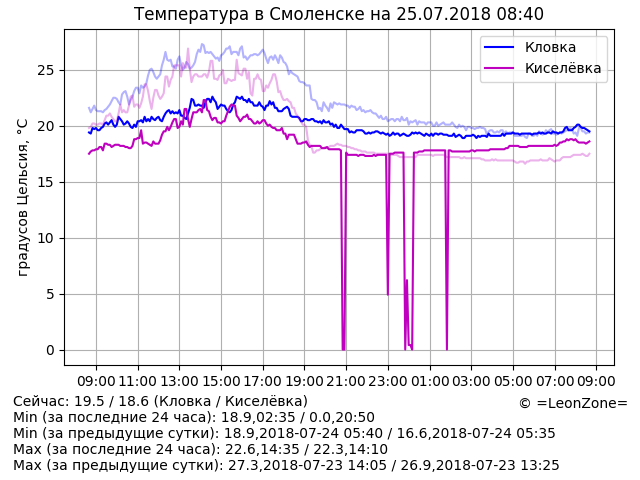 Температура в Смоленске на 25.07.2018 08:40
Кловка
Киселёвка
градусов Цельсия, °C
25
20
15
10
5
0
09:00 11:00 13:00 15:00 17:00 19:00 21:00 23:00 01:00 03:00 05:00 07:00 09:00
Сейчас: 19.5 / 18.6 (Кловка / Киселёвка)
© =LeonZone=
Min (за последние 24 часа): 18.9,02:35 / 0.0,20:50
Min (за предыдущие сутки): 18.9,2018-07-24 05:40 / 16.6,2018-07-24 05:35
Max (за последние 24 часа): 22.6,14:35 / 22.3,14:10
Max (за предыдущие сутки): 27.3,2018-07-23 14:05 / 26.9,2018-07-23 13:25